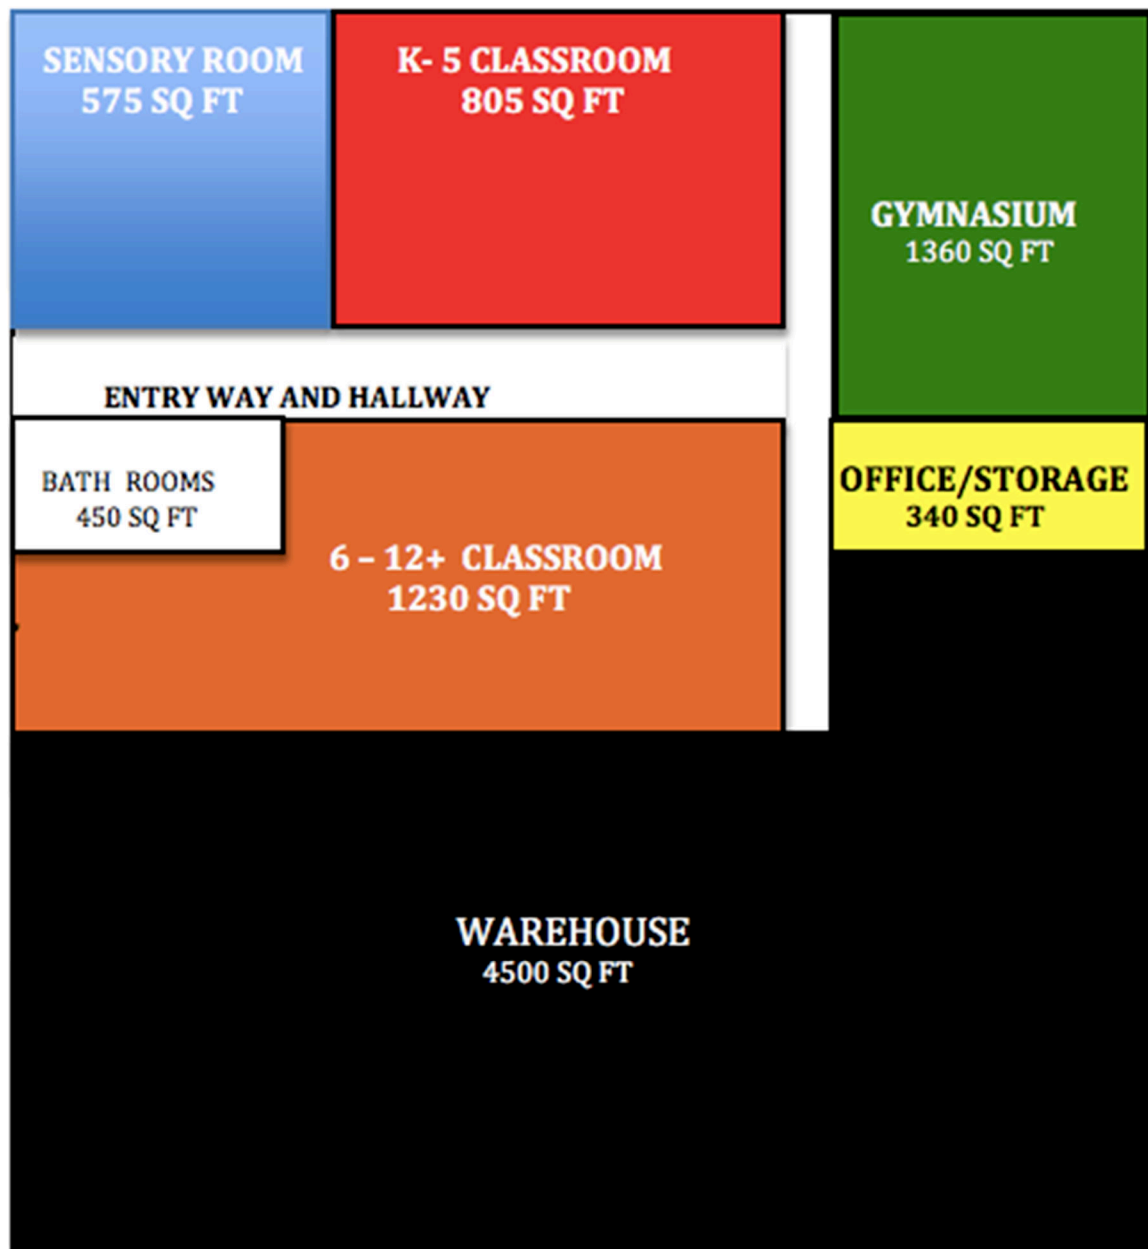 SENSORY ROOM
575 SQ FT
K- 5 CLASSROOM
805 SQ FT
GYMNASIUM
1360 SQ FT
ENTRY WAY AND HALLWAY
BATH ROOMS
450 SQ FT
OFFICE/STORAGE
340 SQ FT
6 – 12+ CLASSROOM
1230 SQ FT
WAREHOUSE
4500 SQ FT